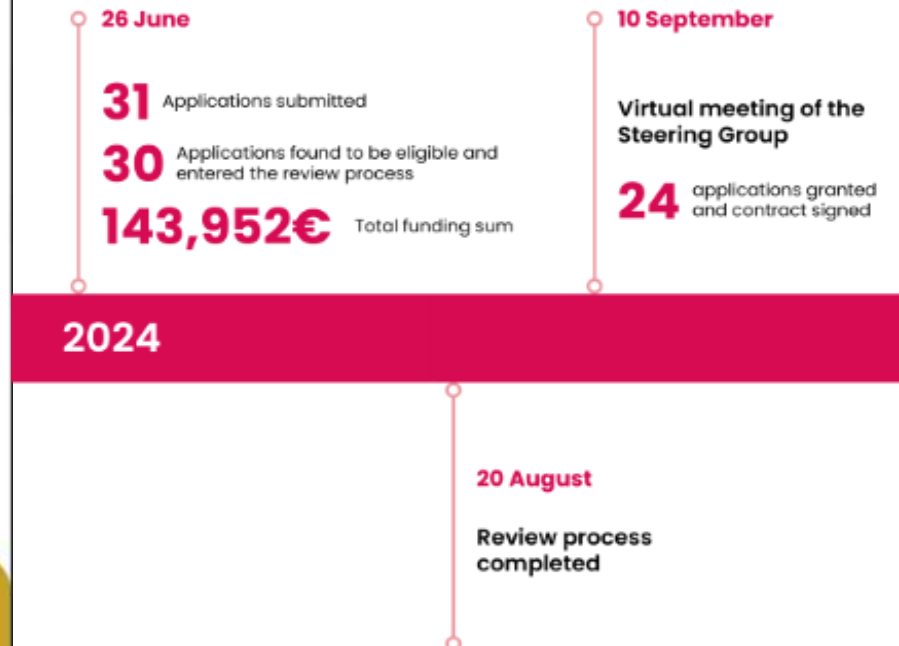 26 June
31 Applications submitted
30 Applications found to be eligible and
entered the review process
143,952€ Total funding sum
10 September
Virtual meeting of the
Steering Group
24 applications granted
and contract signed
2024
20 August
Review process
completed